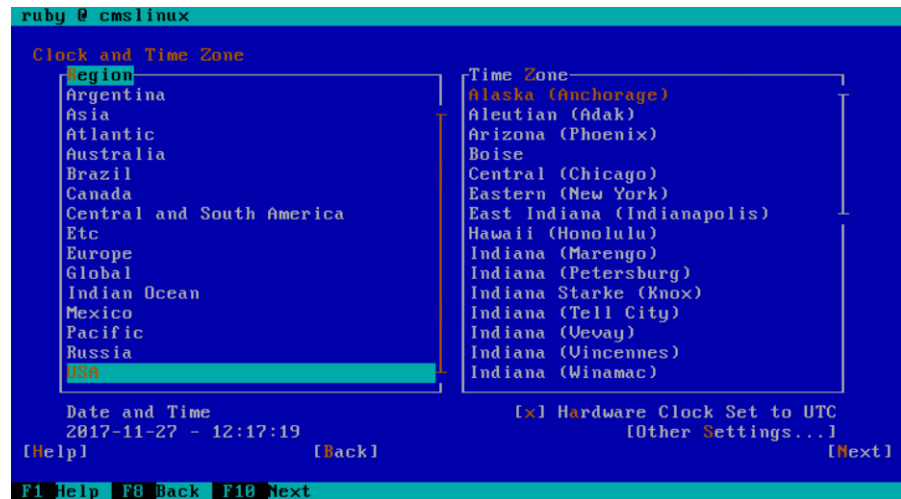 ruby @ cmslinux
Clock and Time Zone
Region
Argentina
Asia
Atlantic
Australia
Brazil
Canada
Central and South America
Etc
Europe
Global
Indian Ocean
Mexico
Pacific
Russia
USA
Time Zone
Alaska (Anchorage)
Aleutian (Adak)
Arizona (Phoenix)
Boise
Central (Chicago)
Eastern (New York)
East Indiana (Indianapolis)
Hawaii (Honolulu)
Indiana (Marengo)
Indiana (Petersburg)
Indiana Starke (Knox)
Indiana (Tell City)
Indiana (Vevay)
Indiana (Vincennes)
Indiana (Winamac)
Date and Time
2017-11-27 - 12:17:19
[x] Hardware Clock Set to UTC
[Other Settings...]
[Help] [Back] [Next]
F1 Help F8 Back F10 Next